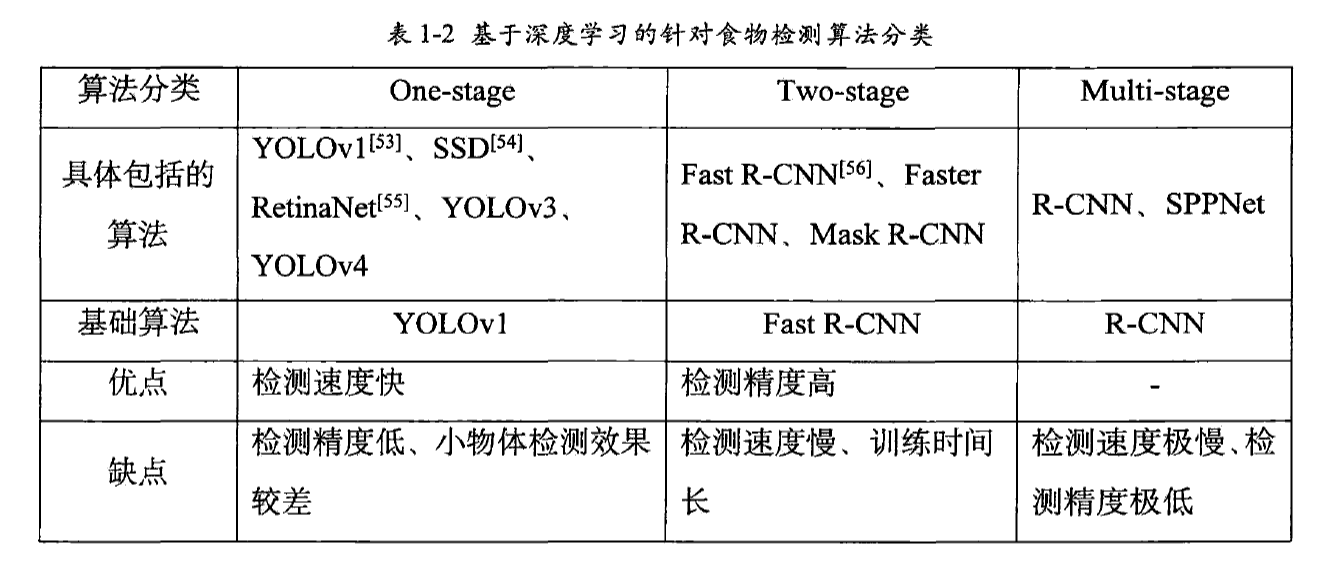 表 1-2 基于深度学习的针对食物检测算法分类
算法分类 One-stage Two-stage Multi-stage
具体包括的
算法
YOLOv1[53]、SSD[54]、
RetinaNet[55]、YOLOv3、
YOLOv4
Fast R-CNN[56]、Faster
R-CNN、Mask R-CNN
R-CNN、SPPNet
基础算法 YOLOv1 Fast R-CNN R-CNN
优点 检测速度快 检测精度高 -
缺点
检测精度低、小物体检测效果
较差
检测速度慢、训练时间
长
检测速度极慢、检
测精度极低